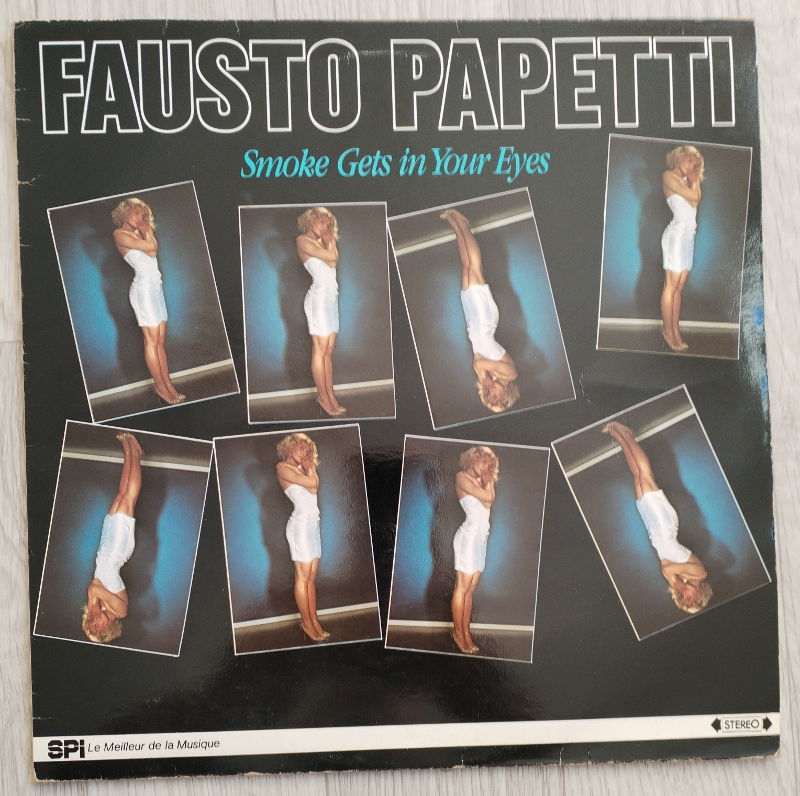 FAUSTO PAPETTI
Smoke Gets in Your Eyes
SPi Le Meilleur de la Musique
STEREO